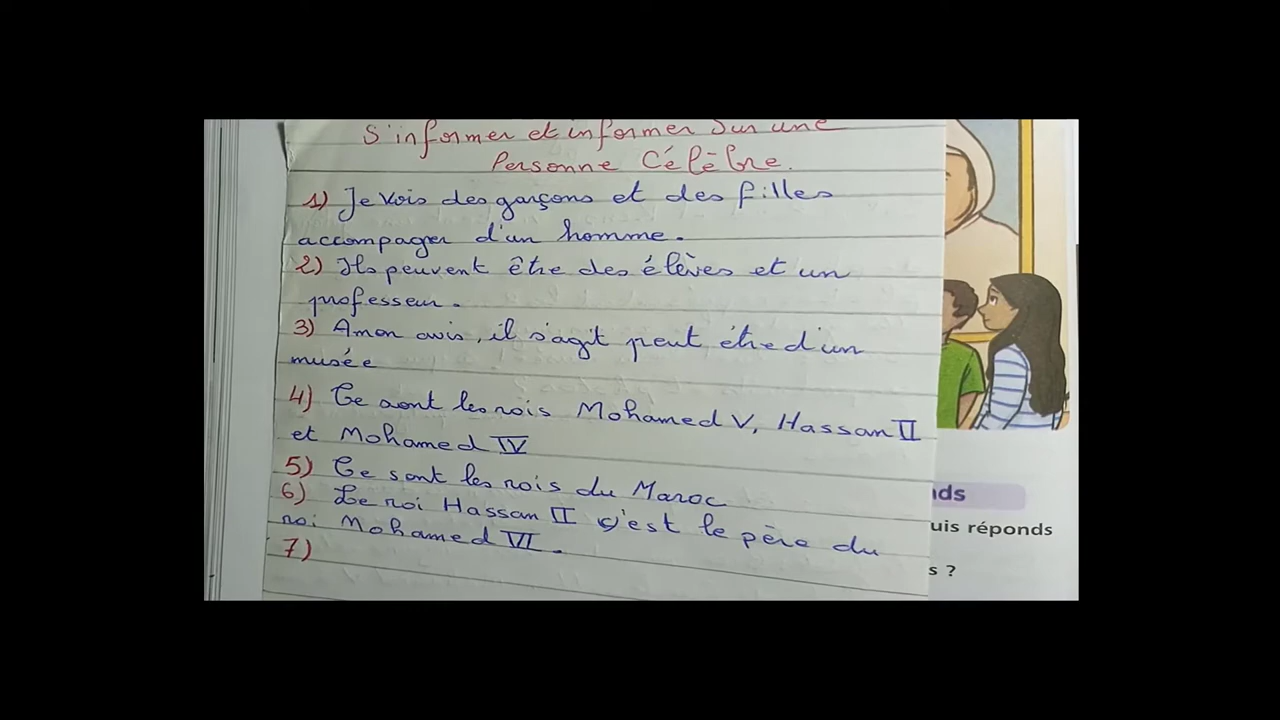 S'informer et informer sur une
Personne Célèbre.
1) Je vois des garçons et des filles
accompager d'un homme.
2) Ils peuvent être des élèves et un
professeur.
3) A mon avis, il s'agit peut être d'un
musée
4) Ce sont les rois Mohamed V, Hassan II
et Mohamed IV
5) Ce sont les rois du Maroc
6) Le roi Hassan II c'est le père du
roi Mohamed VI.
7)
nds
uis réponds
s ?